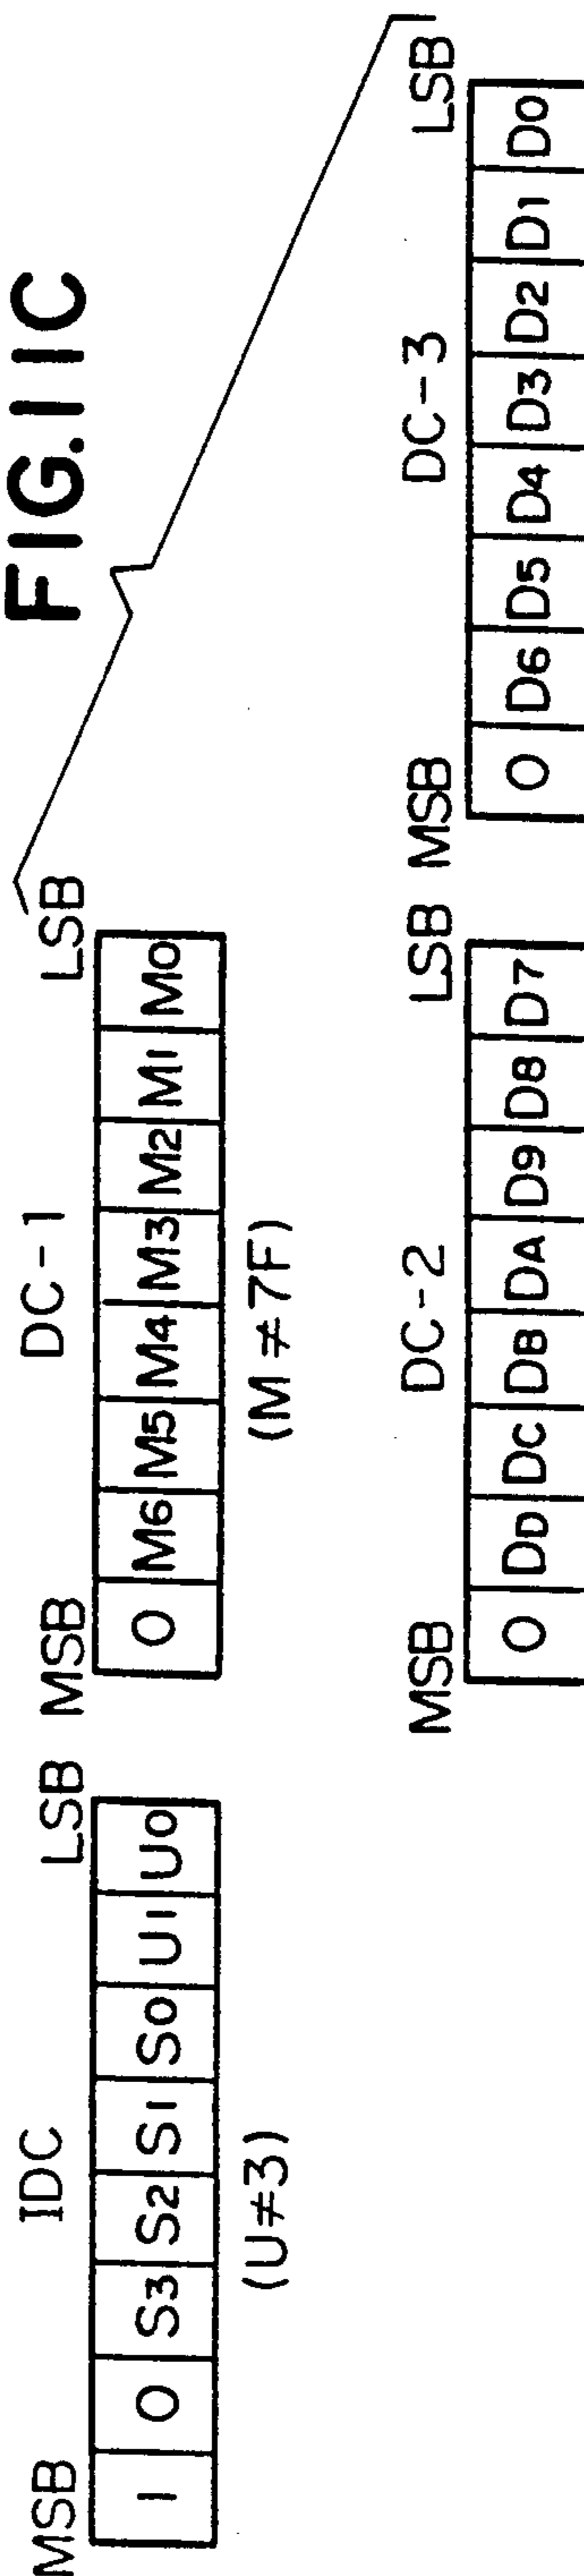 FIG. 11C
IDC
MSB LSB
1 0 S3 S2 S1 S0 U1 U0
(U≠3)
DC-1
MSB LSB
0 M6 M5 M4 M3 M2 M1 M0
(M≠7F)
DC-2
MSB LSB
0 DD DC DB DA D9 D8 D7
DC-3
MSB LSB
0 D6 D5 D4 D3 D2 D1 D0